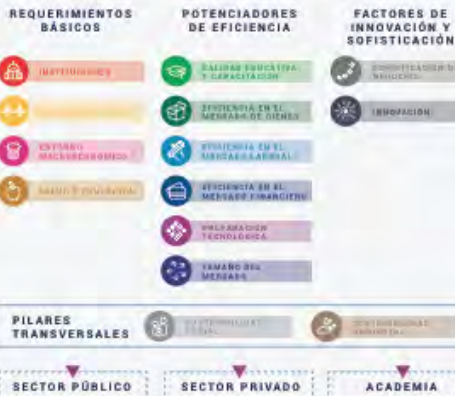 REQUERIMIENTOS
BÁSICOS
POTENCIADORES
DE EFICIENCIA
FACTORES DE
INNOVACIÓN Y
SOFISTICACIÓN
INSTITUCIONES
ENTORNO
MACROECONÓMICO
SALUD Y EDUCACIÓN
CALIDAD EDUCATIVA
Y CAPACITACIÓN
EFICIENCIA EN EL
MERCADO DE BIENES
EFICIENCIA EN EL
MERCADO LABORAL
EFICIENCIA EN EL
MERCADO FINANCIERO
PREPARACIÓN
TECNOLÓGICA
TAMAÑO DEL
MERCADO
INNOVACIÓN
PILARES
TRANSVERSALES
SECTOR PÚBLICO
SECTOR PRIVADO
ACADEMIA